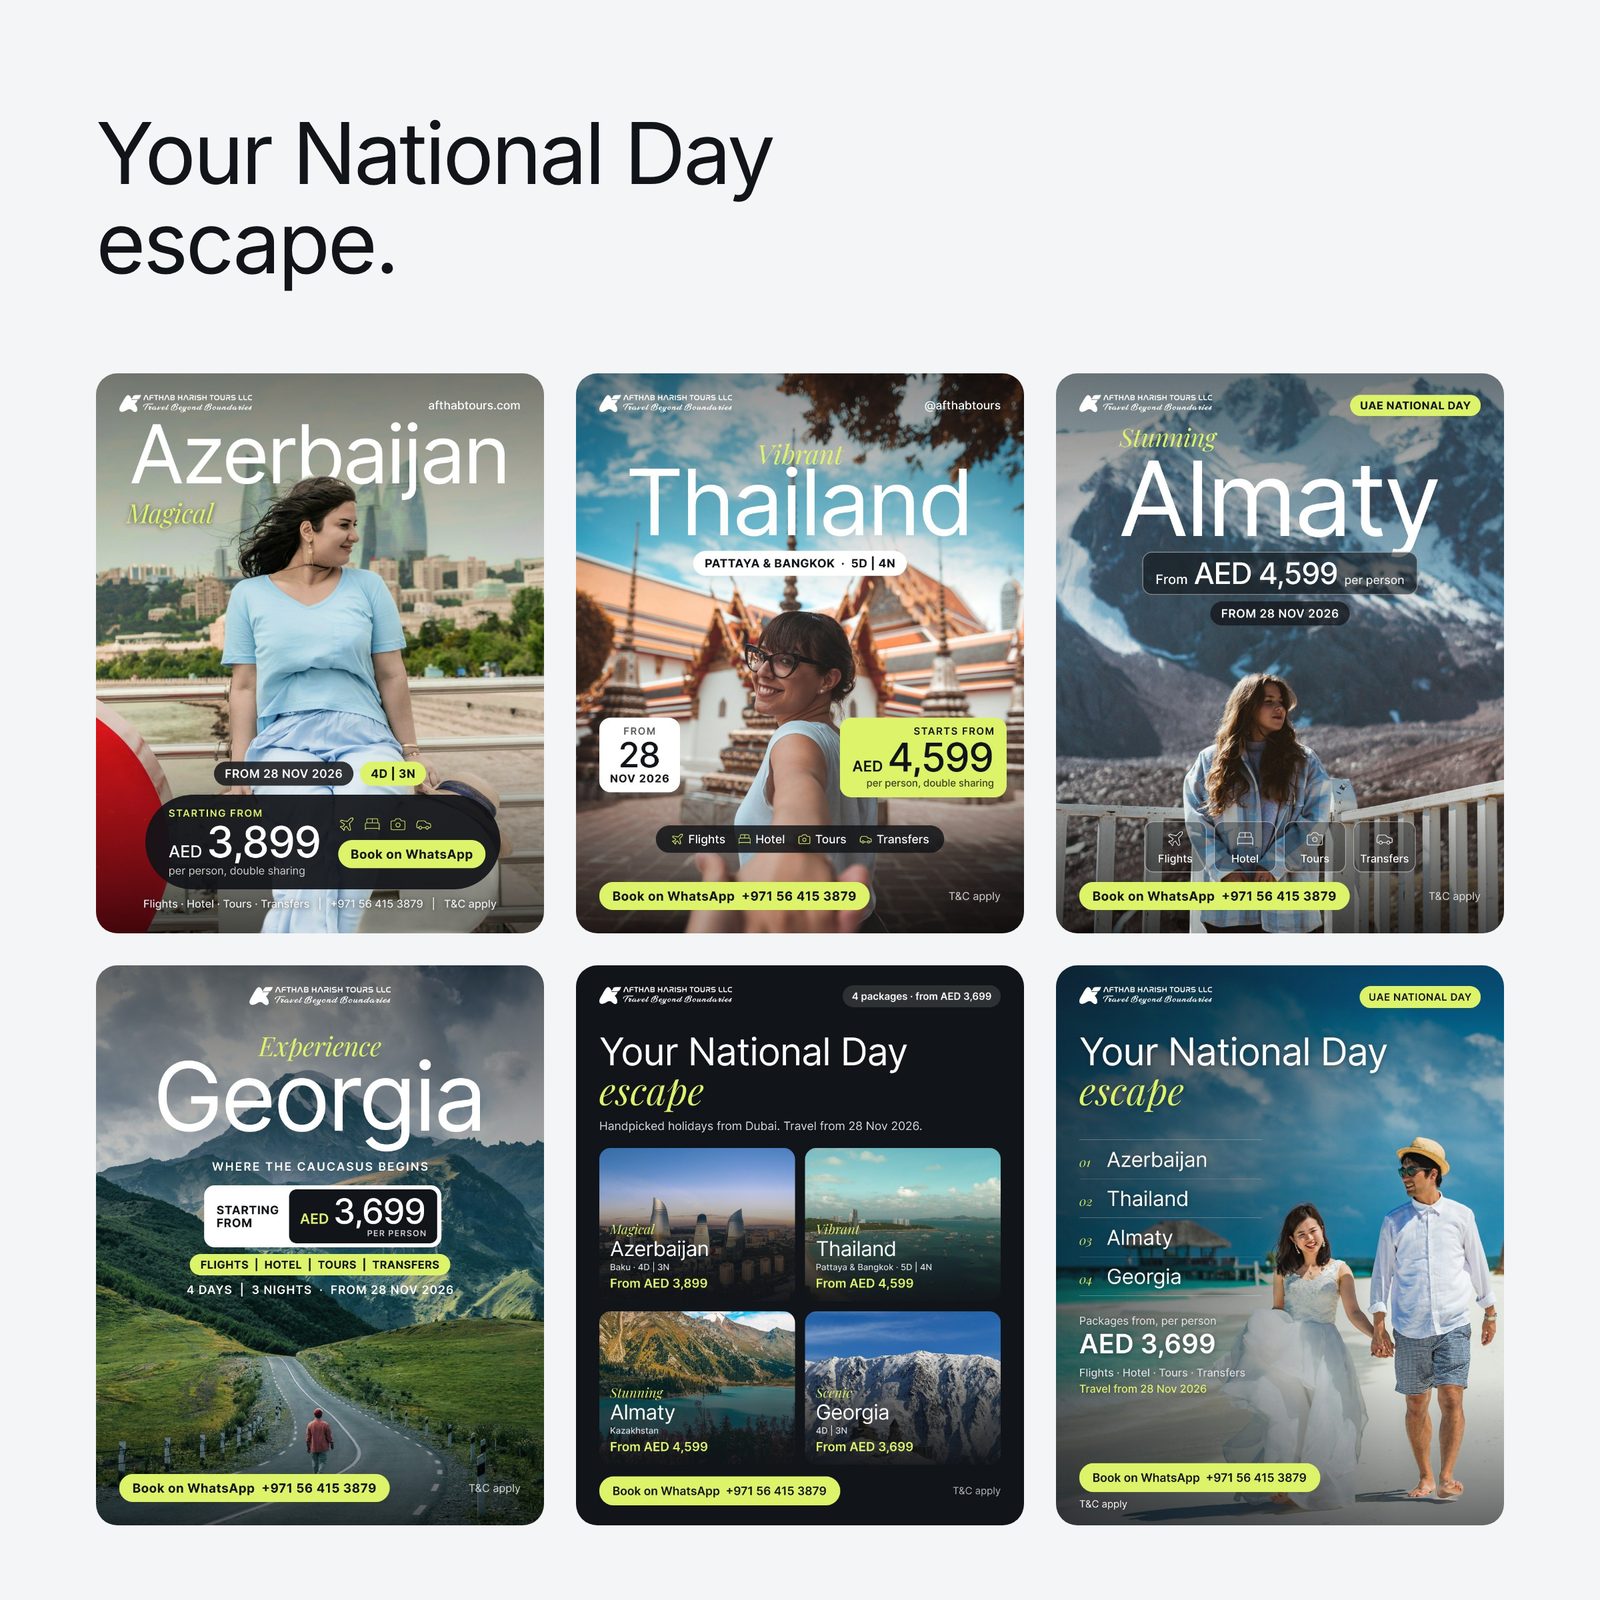 Your National Day
escape.
AFTHAB HARISH TOURS LLC
Travel Beyond Boundaries
afthabtours.com
Azerbaijan
Magical
FROM 28 NOV 2026
4D | 3N
STARTING FROM
AED 3,899
per person, double sharing
Book on WhatsApp
Flights · Hotel · Tours · Transfers | +971 56 415 3879 | T&C apply
AFTHAB HARISH TOURS LLC
Travel Beyond Boundaries
@afthabtours
Vibrant
Thailand
PATTAYA & BANGKOK · 5D | 4N
FROM
28
NOV 2026
STARTS FROM
AED 4,599
per person, double sharing
Flights Hotel Tours Transfers
Book on WhatsApp +971 56 415 3879
T&C apply
AFTHAB HARISH TOURS LLC
Travel Beyond Boundaries
UAE NATIONAL DAY
Stunning
Almaty
From AED 4,599 per person
FROM 28 NOV 2026
Flights Hotel Tours Transfers
Book on WhatsApp +971 56 415 3879
T&C apply
AFTHAB HARISH TOURS LLC
Travel Beyond Boundaries
Experience
Georgia
WHERE THE CAUCASUS BEGINS
STARTING
FROM
AED 3,699
PER PERSON
FLIGHTS | HOTEL | TOURS | TRANSFERS
4 DAYS | 3 NIGHTS · FROM 28 NOV 2026
Book on WhatsApp +971 56 415 3879
T&C apply
AFTHAB HARISH TOURS LLC
Travel Beyond Boundaries
4 packages · from AED 3,699
Your National Day
escape
Handpicked holidays from Dubai. Travel from 28 Nov 2026.
Magical
Azerbaijan
Baku · 4D | 3N
From AED 3,899
Vibrant
Thailand
Pattaya & Bangkok · 5D | 4N
From AED 4,599
Stunning
Almaty
Kazakhstan
From AED 4,599
Scenic
Georgia
4D | 3N
From AED 3,699
Book on WhatsApp +971 56 415 3879
T&C apply
AFTHAB HARISH TOURS LLC
Travel Beyond Boundaries
UAE NATIONAL DAY
Your National Day
escape
01 Azerbaijan
02 Thailand
03 Almaty
04 Georgia
Packages from, per person
AED 3,699
Flights · Hotel · Tours · Transfers
Travel from 28 Nov 2026
Book on WhatsApp +971 56 415 3879
T&C apply